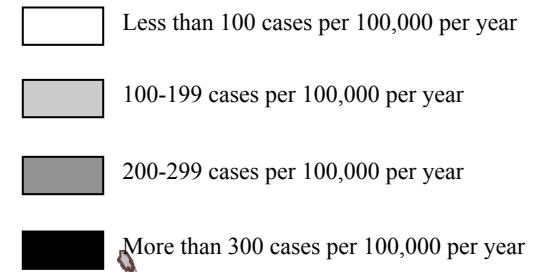 Less than 100 cases per 100,000 per year
100-199 cases per 100,000 per year
200-299 cases per 100,000 per year
More than 300 cases per 100,000 per year